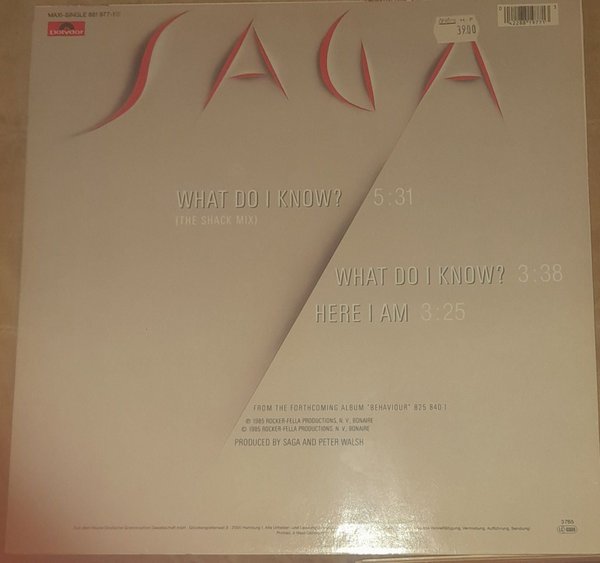 MAXI-SINGLE 881 977-1
Polydor
3900
SAGA
WHAT DO I KNOW? 5:31
(THE SHACK MIX)
WHAT DO I KNOW? 3:38
HERE I AM 3:25
FROM THE FORTHCOMING ALBUM "BEHAVIOUR" 825 840 1
℗ 1985 ROCKER-FELLA PRODUCTIONS, N. V., BONAIRE
© 1985 ROCKER-FELLA PRODUCTIONS, N. V., BONAIRE
PRODUCED BY SAGA AND PETER WALSH
3785